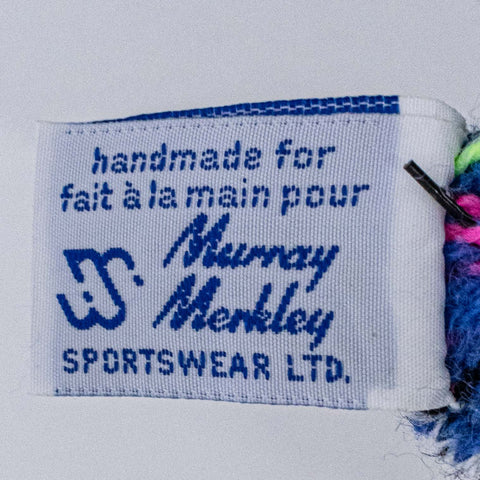 handmade for
fait à la main pour
Murray
Merkley
SPORTSWEAR LTD.